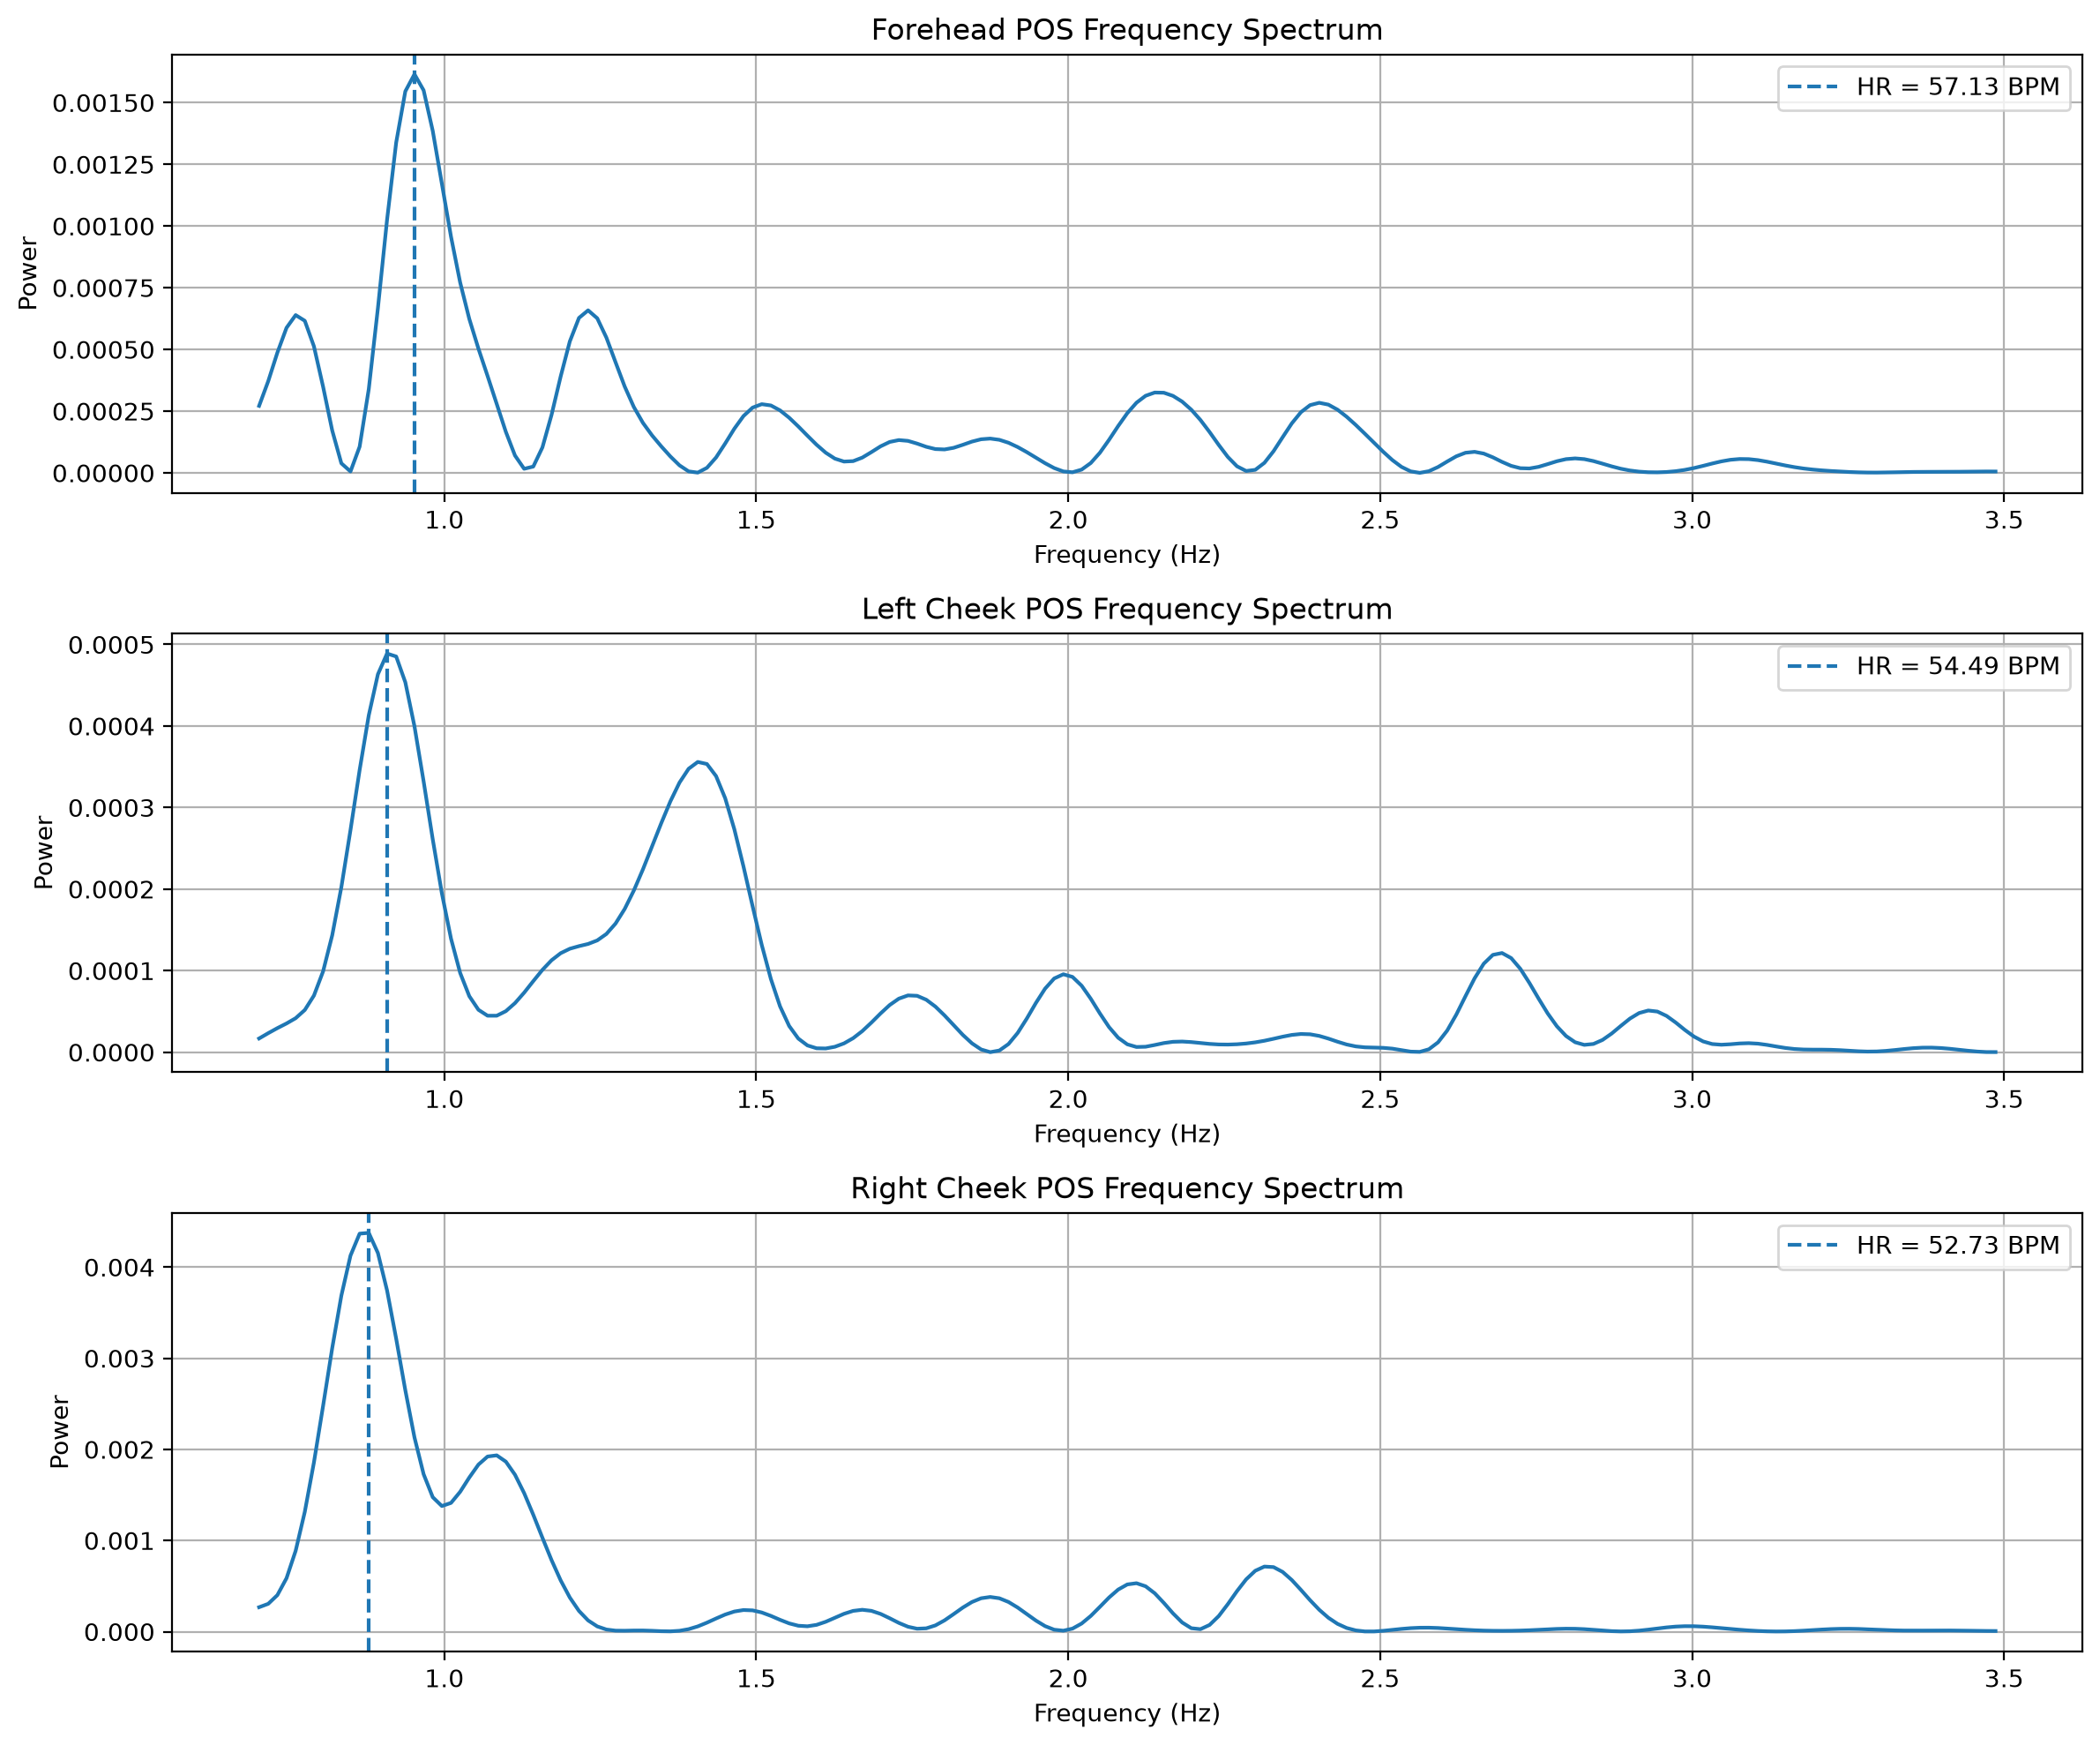 Forehead POS Frequency Spectrum
HR = 57.13 BPM
Power
0.00150
0.00125
0.00100
0.00075
0.00050
0.00025
0.00000
1.0 1.5 2.0 2.5 3.0 3.5
Frequency (Hz)
Left Cheek POS Frequency Spectrum
HR = 54.49 BPM
Power
0.0005
0.0004
0.0003
0.0002
0.0001
0.0000
1.0 1.5 2.0 2.5 3.0 3.5
Frequency (Hz)
Right Cheek POS Frequency Spectrum
HR = 52.73 BPM
Power
0.004
0.003
0.002
0.001
0.000
1.0 1.5 2.0 2.5 3.0 3.5
Frequency (Hz)